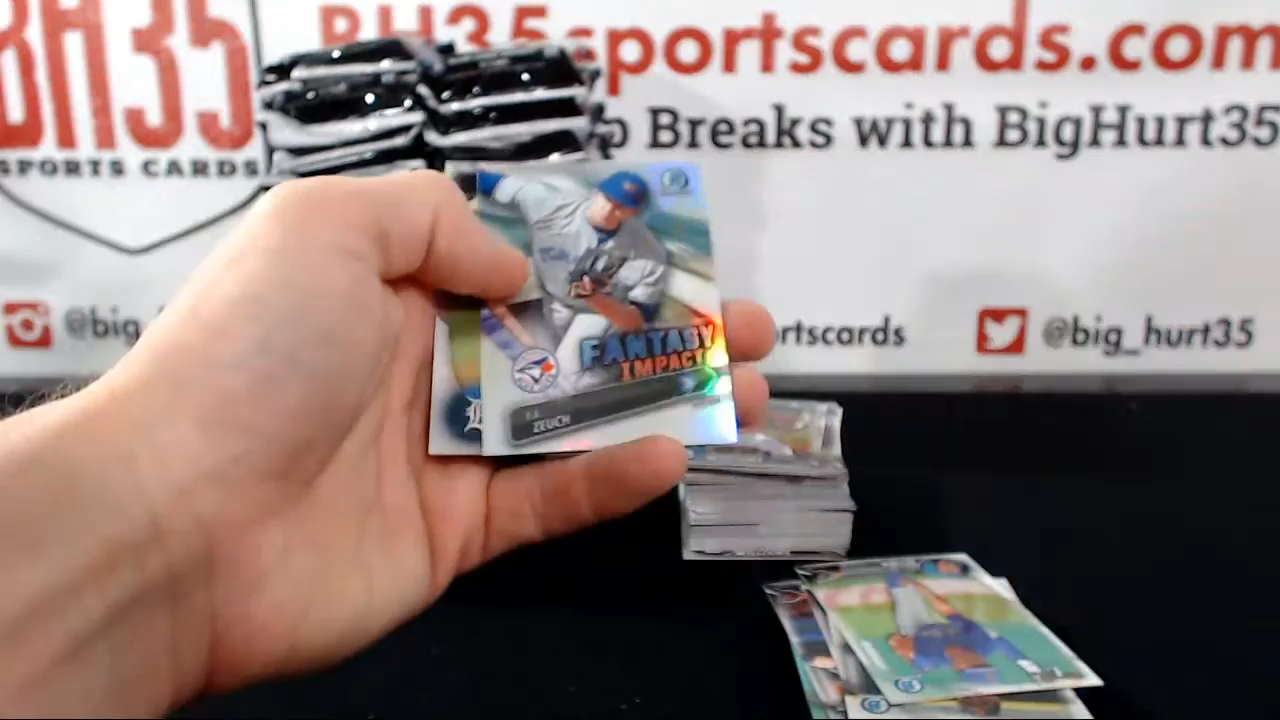 BH35
SPORTS CARDS
BH35sportscards.com
Breaks with BigHurt35
@big_
rtscards
@big_hurt35
FANTASY
IMPACT
T.J.
ZEUCH